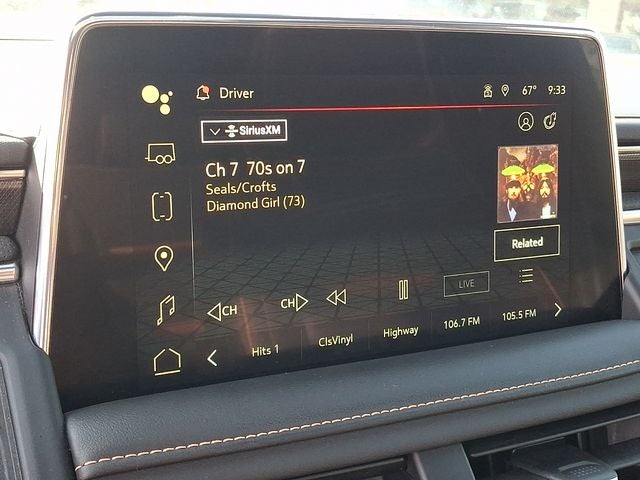 Driver
67° 9:33
SiriusXM
Ch 7 70s on 7
Seals/Crofts
Diamond Girl (73)
Related
CH
CH
LIVE
Hits 1
ClsVinyl
Highway
106.7 FM
105.5 FM